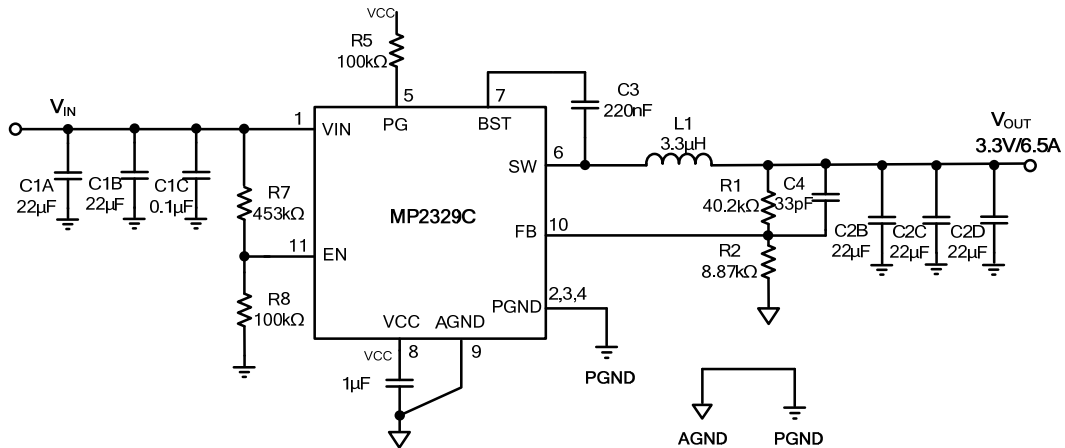 VCC
R5
100kΩ
5
7
C3
220nF
V_IN
1
VIN
PG
BST
L1
3.3µH
V_OUT
3.3V/6.5A
6
SW
C1A
22µF
C1B
22µF
C1C
0.1µF
R7
453kΩ
MP2329C
R1
40.2kΩ
C4
33pF
FB
10
C2B
22µF
C2C
22µF
C2D
22µF
11
EN
R2
8.87kΩ
R8
100kΩ
PGND
2,3,4
VCC
AGND
VCC
8
9
1µF
PGND
AGND
PGND